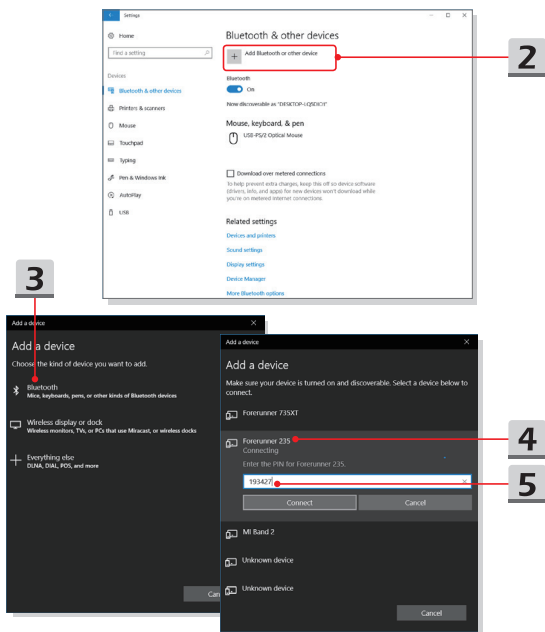 Settings
Home
Find a setting
Devices
Bluetooth & other devices
Printers & scanners
Mouse
Touchpad
Typing
Pen & Windows Ink
AutoPlay
USB
Bluetooth & other devices
Add Bluetooth or other device
Bluetooth
On
Now discoverable as "DESKTOP-LQSDICI"
Mouse, keyboard, & pen
USB-PS/2 Optical Mouse
Download over metered connections
To help prevent extra charges, keep this off so device software
(drivers, info, and apps) for new devices won't download while
you're on metered Internet connections.
Related settings
Devices and printers
Sound settings
Display settings
Device Manager
More Bluetooth options
2
3
Add a device
Add a device
Choose the kind of device you want to add.
Bluetooth
Mice, keyboards, pens, or other kinds of Bluetooth devices
Wireless display or dock
Wireless monitors, TVs, or PCs that use Miracast, or wireless docks
Everything else
DLNA, DIAL, POS, and more
Can
Add a device
Add a device
Make sure your device is turned on and discoverable. Select a device below to
connect.
Forerunner 735XT
Forerunner 235
Connecting
Enter the PIN for Forerunner 235.
193427
Connect Cancel
MI Band 2
Unknown device
Unknown device
Cancel
4
5